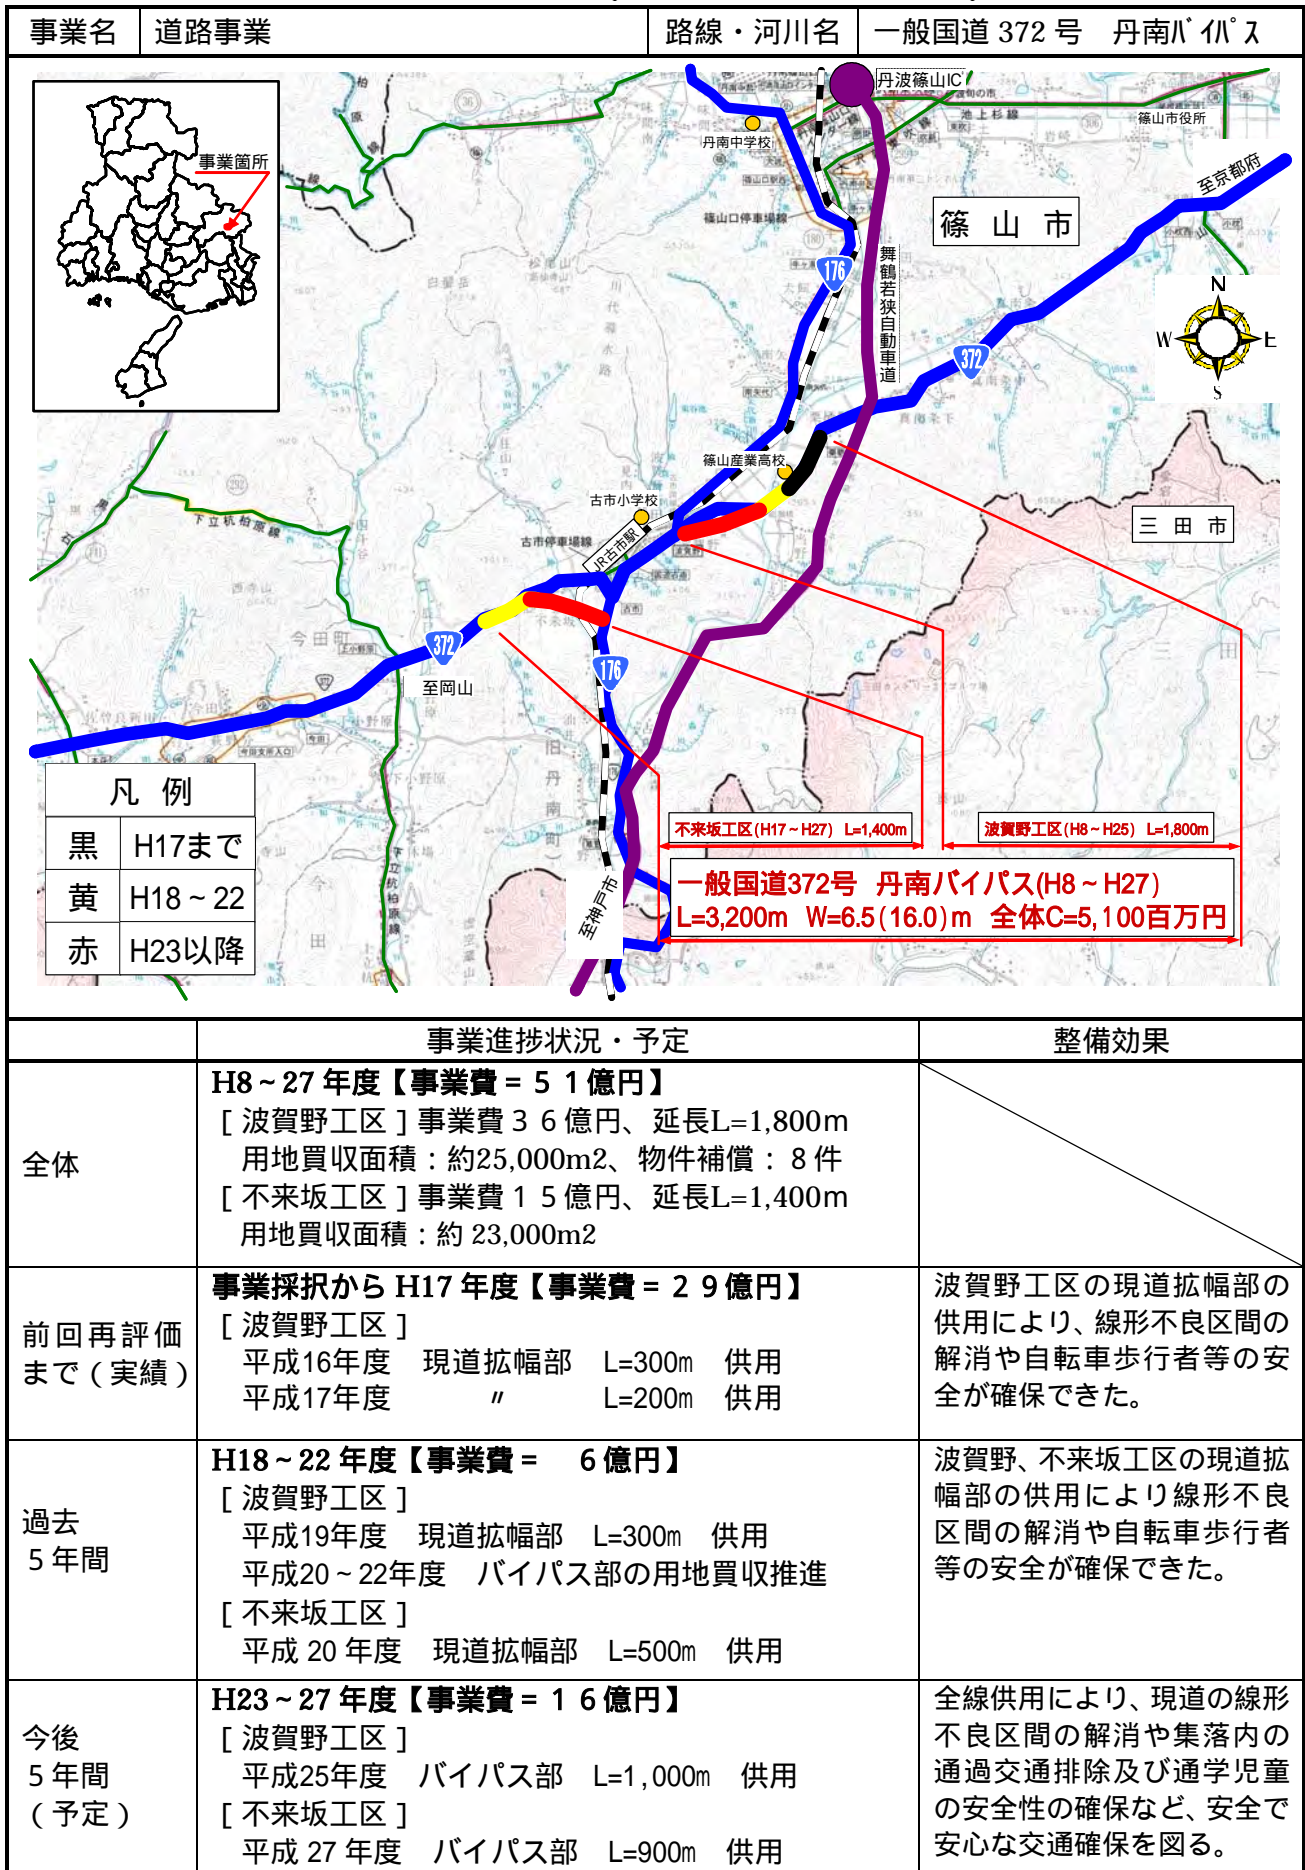 事業名 道路事業 路線・河川名 一般国道 372 号 丹南ﾊﾞｲﾊﾟｽ
丹波篠山IC
池上杉線
篠山市役所
丹南中学校
事業箇所
至京都府
篠山口停車場線
篠 山 市
176
舞鶴若狭自動車道
N
W E
S
372
篠山産業高校
古市小学校
三 田 市
下立杭柏原線
古市停車場線
JR古市駅
今田町
372
至岡山
176
旧丹南町
下立杭柏原線
至神戸市
凡 例
黒 H17まで
黄 H18～22
赤 H23以降
不来坂工区(H17～H27) L=1,400m
波賀野工区(H8～H25) L=1,800m
一般国道372号 丹南バイパス(H8～H27)
L=3,200m W=6.5(16.0)m 全体C=5,100百万円
事業進捗状況・予定 整備効果
全体
H8～27 年度【事業費=５１億円】
[ 波賀野工区 ] 事業費３６億円、延長L=1,800ｍ
用地買収面積：約25,000m2、物件補償：８件
[ 不来坂工区 ] 事業費１５億円、延長L=1,400ｍ
用地買収面積：約 23,000m2
前回再評価
まで（実績）
事業採択から H17 年度【事業費=２９億円】
[ 波賀野工区 ]
平成16年度 現道拡幅部 L=300㎡ 供用
平成17年度 〃 L=200㎡ 供用
波賀野工区の現道拡幅部の
供用により、線形不良区間の
解消や自転車歩行者等の安
全が確保できた。
過去
５年間
H18～22 年度【事業費= ６億円】
[ 波賀野工区 ]
平成19年度 現道拡幅部 L=300ｍ 供用
平成20～22年度 バイパス部の用地買収推進
[ 不来坂工区 ]
平成 20 年度 現道拡幅部 L=500ｍ 供用
波賀野、不来坂工区の現道拡
幅部の供用により線形不良
区間の解消や自転車歩行者
等の安全が確保できた。
今後
５年間
（予定）
H23～27 年度【事業費=１６億円】
[ 波賀野工区 ]
平成25年度 バイパス部 L=1,000ｍ 供用
[ 不来坂工区 ]
平成 27 年度 バイパス部 L=900ｍ 供用
全線供用により、現道の線形
不良区間の解消や集落内の
通過交通排除及び通学児童
の安全性の確保など、安全で
安心な交通確保を図る。